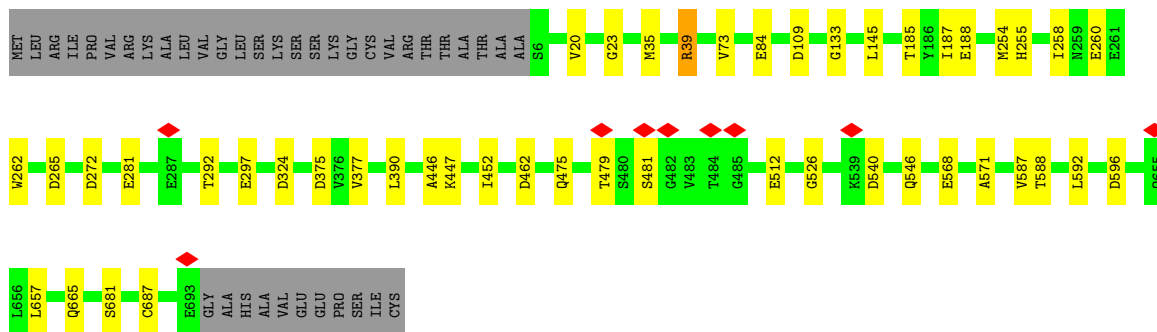 MET LEU ARG ILE PRO VAL ARG LYS ALA LEU VAL GLY LEU SER LYS SER SER LYS GLY CYS VAL ARG THR THR ALA THR ALA ALA S6 V20 G23 M35 R39 V73 E84 D109 G133 L145 T185 Y186 I187 E188 M254 H255 I258 N259 E260 E261
W262 D265 D272 E281 E287 T292 E297 D324 D375 V376 V377 L390 A446 K447 I452 D462 Q475 T479 S480 S481 G482 V483 T484 G485 E512 G526 K539 D540 Q546 E568 A571 V587 T588 L592 D596
L656 L657 Q665 S681 C687 E693 GLY ALA HIS ALA VAL GLU GLU PRO SER ILE CYS